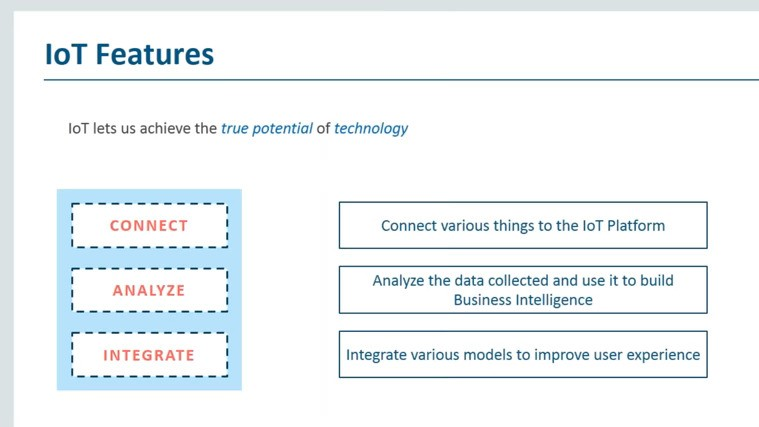 IoT Features
IoT lets us achieve the true potential of technology
CONNECT
Connect various things to the IoT Platform
ANALYZE
Analyze the data collected and use it to build
Business Intelligence
INTEGRATE
Integrate various models to improve user experience